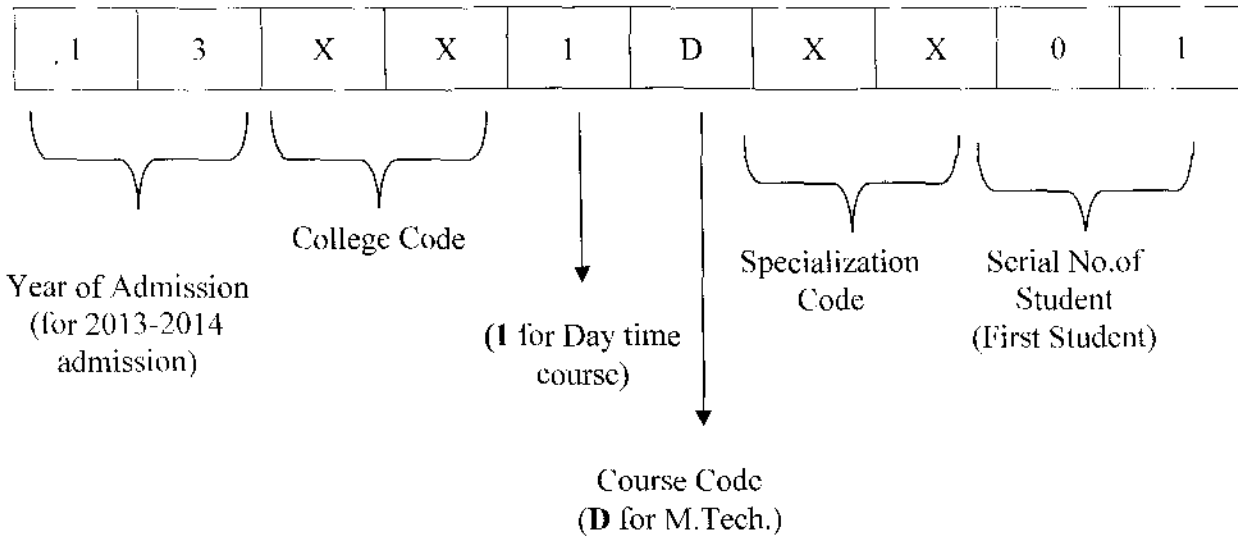 1 3 X X 1 D X X 0 1
College Code
Year of Admission
(for 2013-2014
admission)
(1 for Day time
course)
Specialization
Code
Serial No.of
Student
(First Student)
Course Code
(D for M.Tech.)